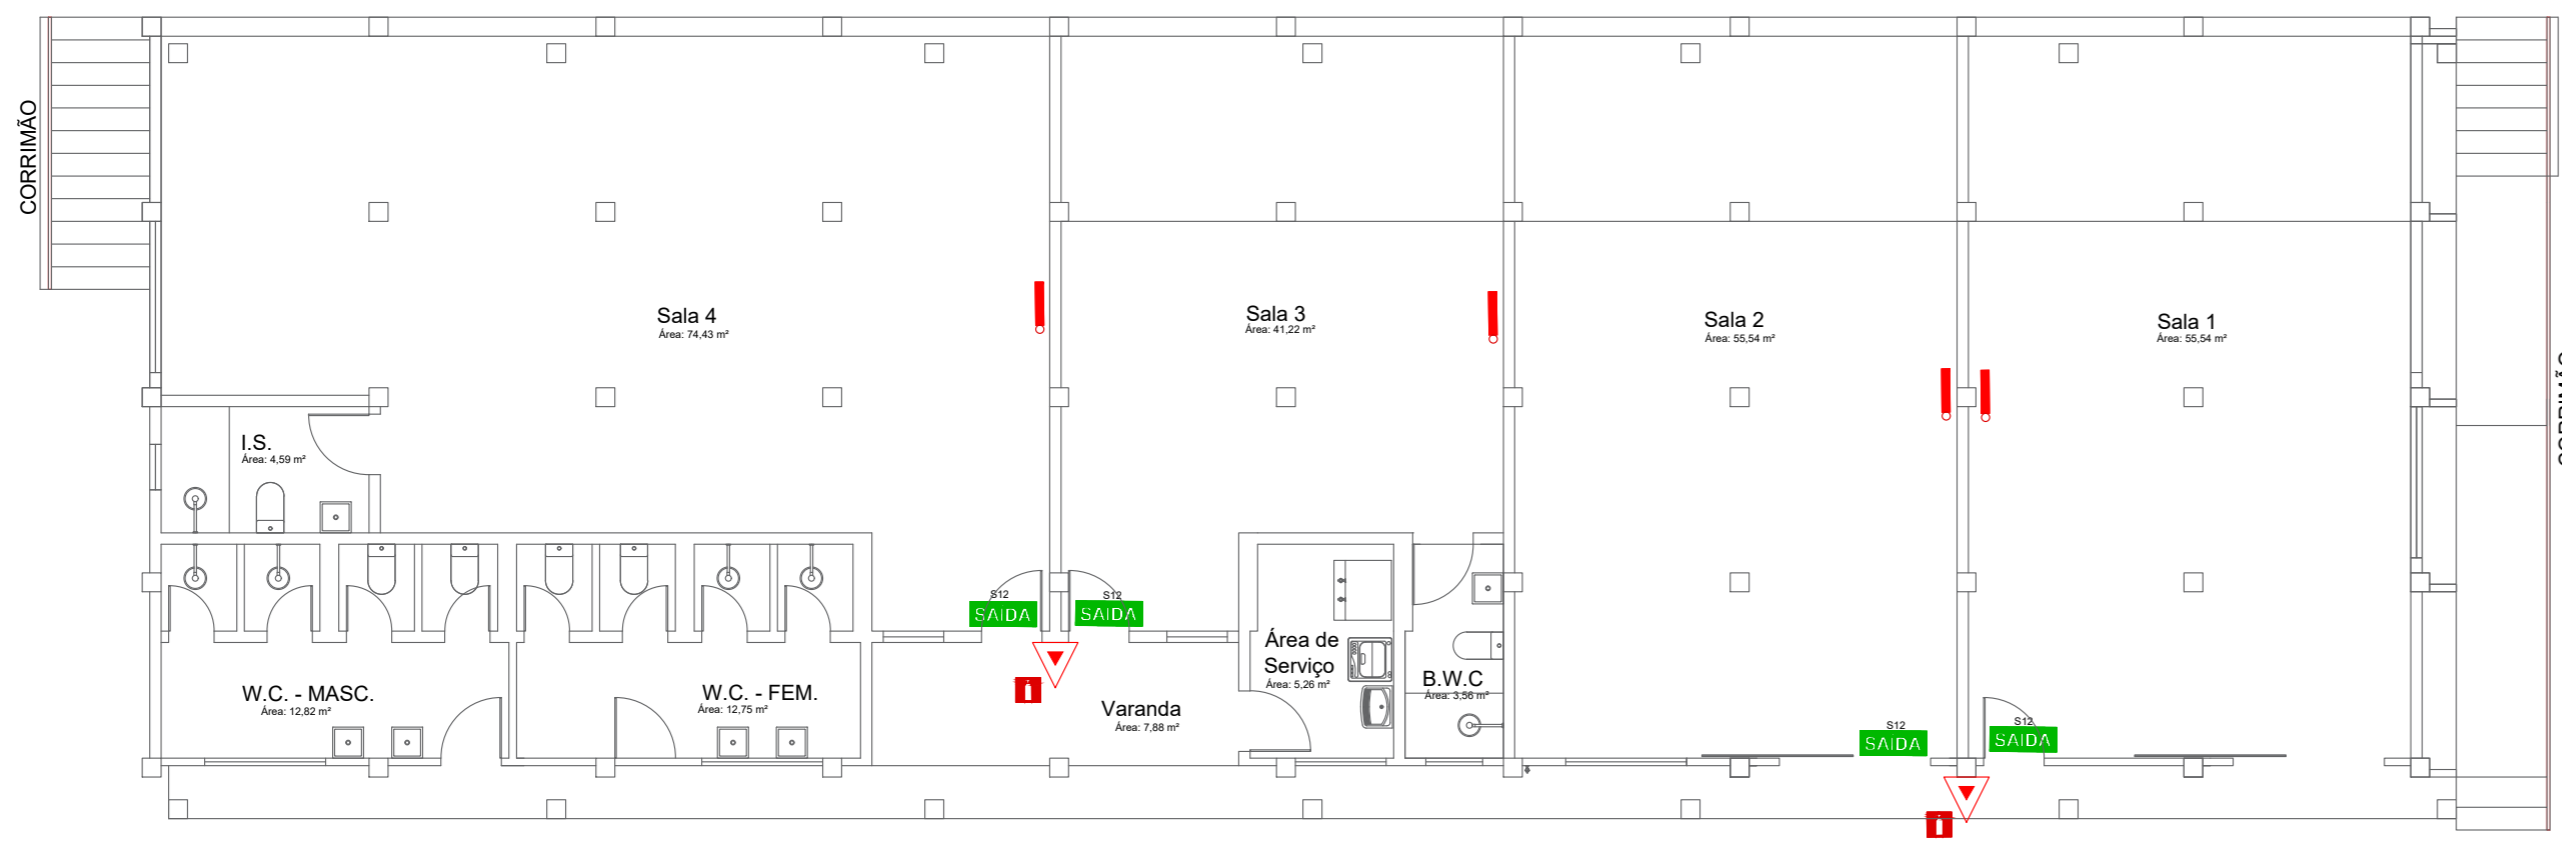 CORRIMÃO
Sala 4
Área: 74,43 m²
Sala 3
Área: 41,22 m²
Sala 2
Área: 55,54 m²
Sala 1
Área: 55,54 m²
CORRIMÃO
I.S.
Área: 4,59 m²
S12
SAIDA
S12
SAIDA
Área de
Serviço
Área: 5,26 m²
W.C. - MASC.
Área: 12,82 m²
W.C. - FEM.
Área: 12,75 m²
Varanda
Área: 7,88 m²
B.W.C
Área: 3,56 m²
S12
SAIDA
S12
SAIDA